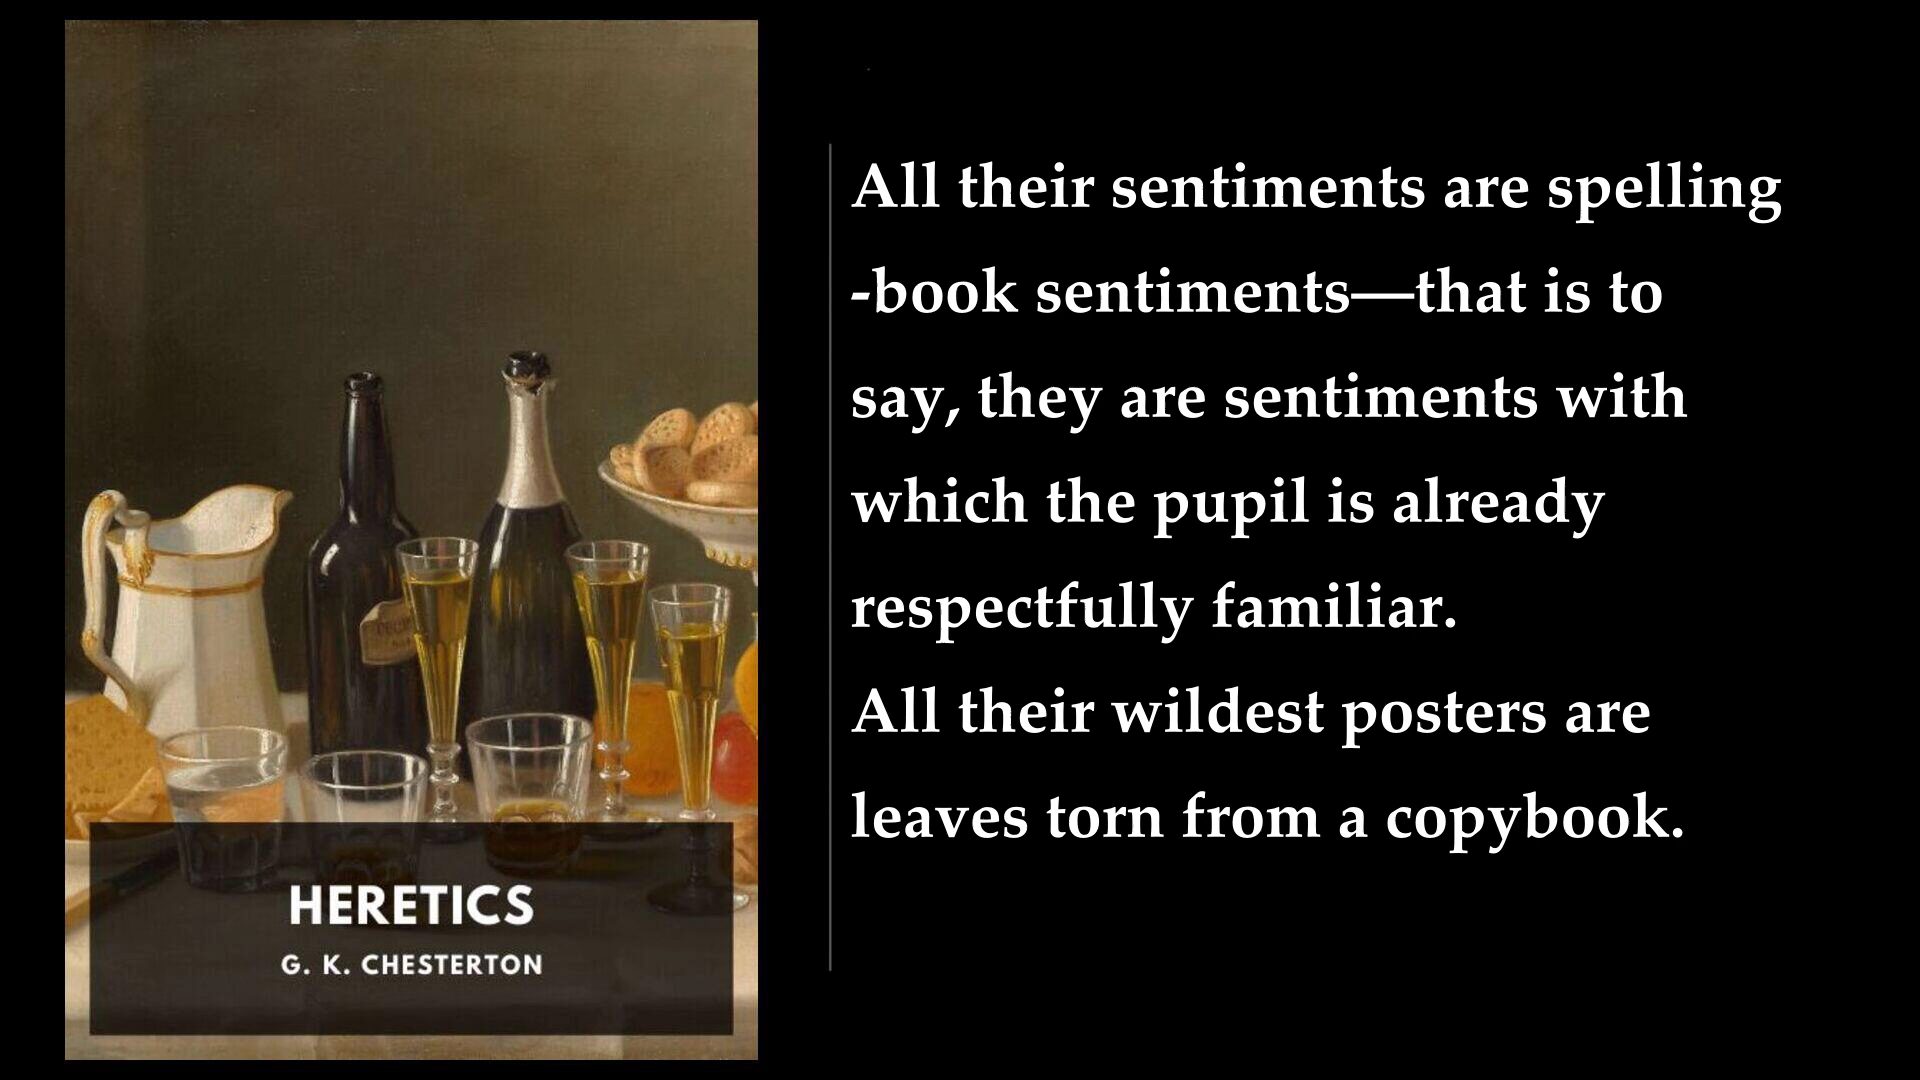 All their sentiments are spelling
-book sentiments—that is to
say, they are sentiments with
which the pupil is already
respectfully familiar.
All their wildest posters are
leaves torn from a copybook.
HERETICS
G. K. CHESTERTON